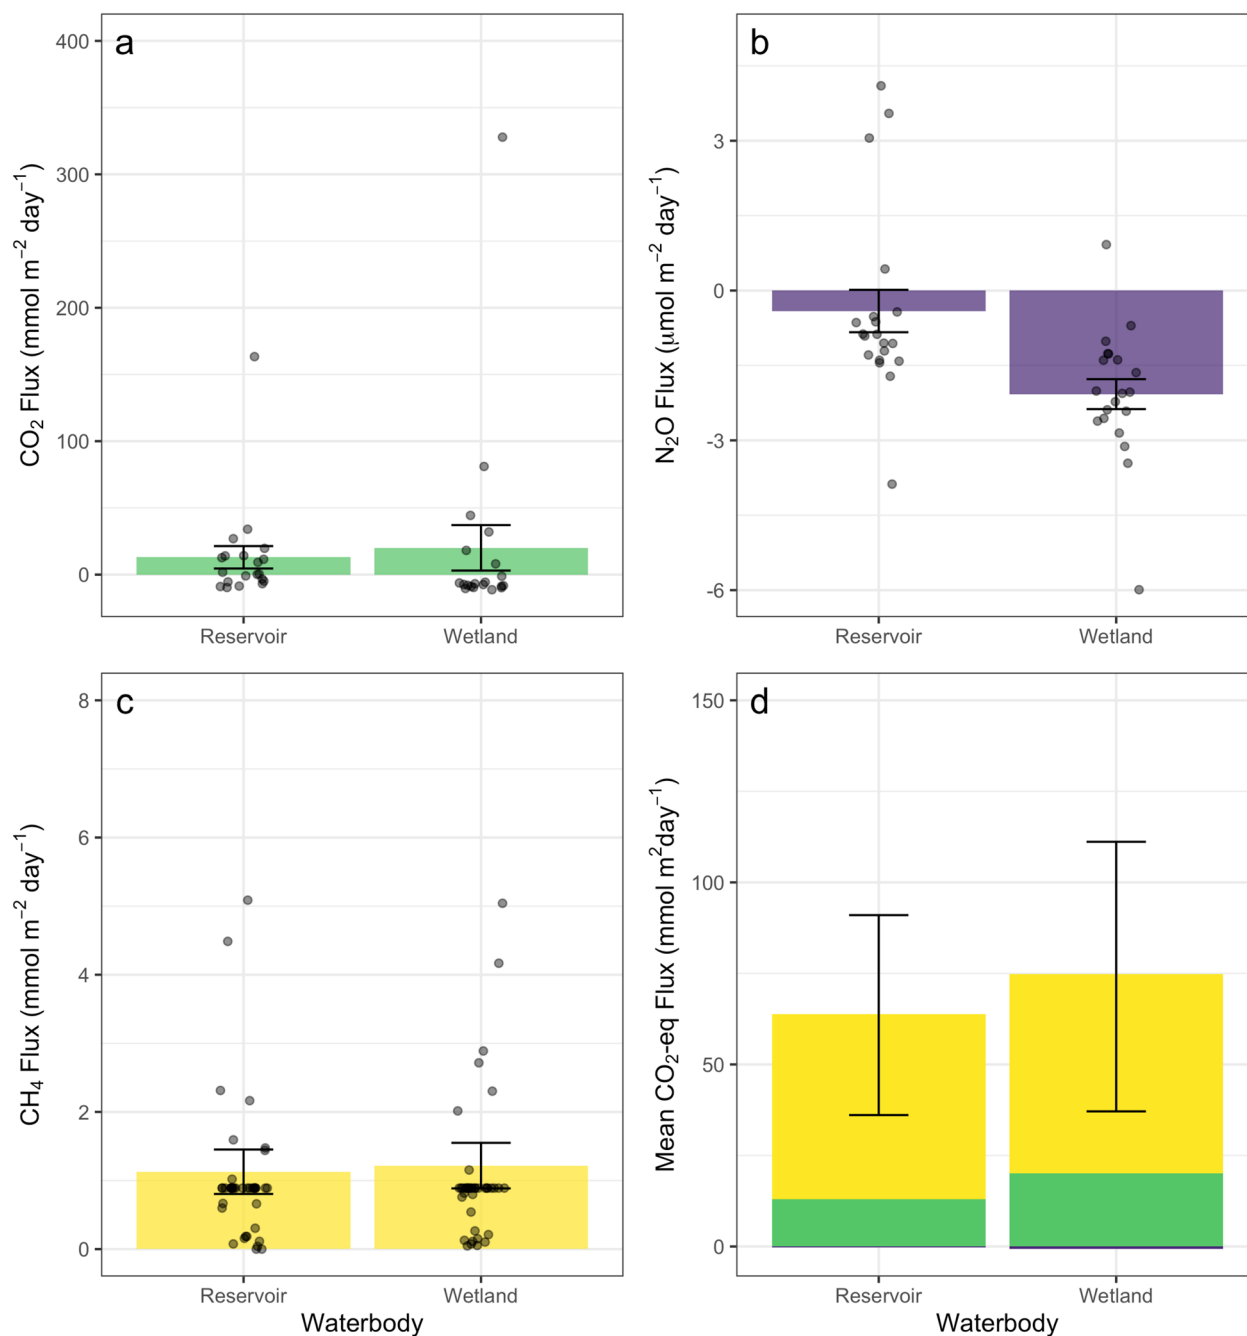 a
CO₂ Flux (mmol m⁻² day⁻¹)
400
300
200
100
0
Reservoir
Wetland
b
N₂O Flux (μmol m⁻² day⁻¹)
3
0
-3
-6
Reservoir
Wetland
c
CH₄ Flux (mmol m⁻² day⁻¹)
8
6
4
2
0
Reservoir
Wetland
Waterbody
d
Mean CO₂-eq Flux (mmol m²day⁻¹)
150
100
50
0
Reservoir
Wetland
Waterbody